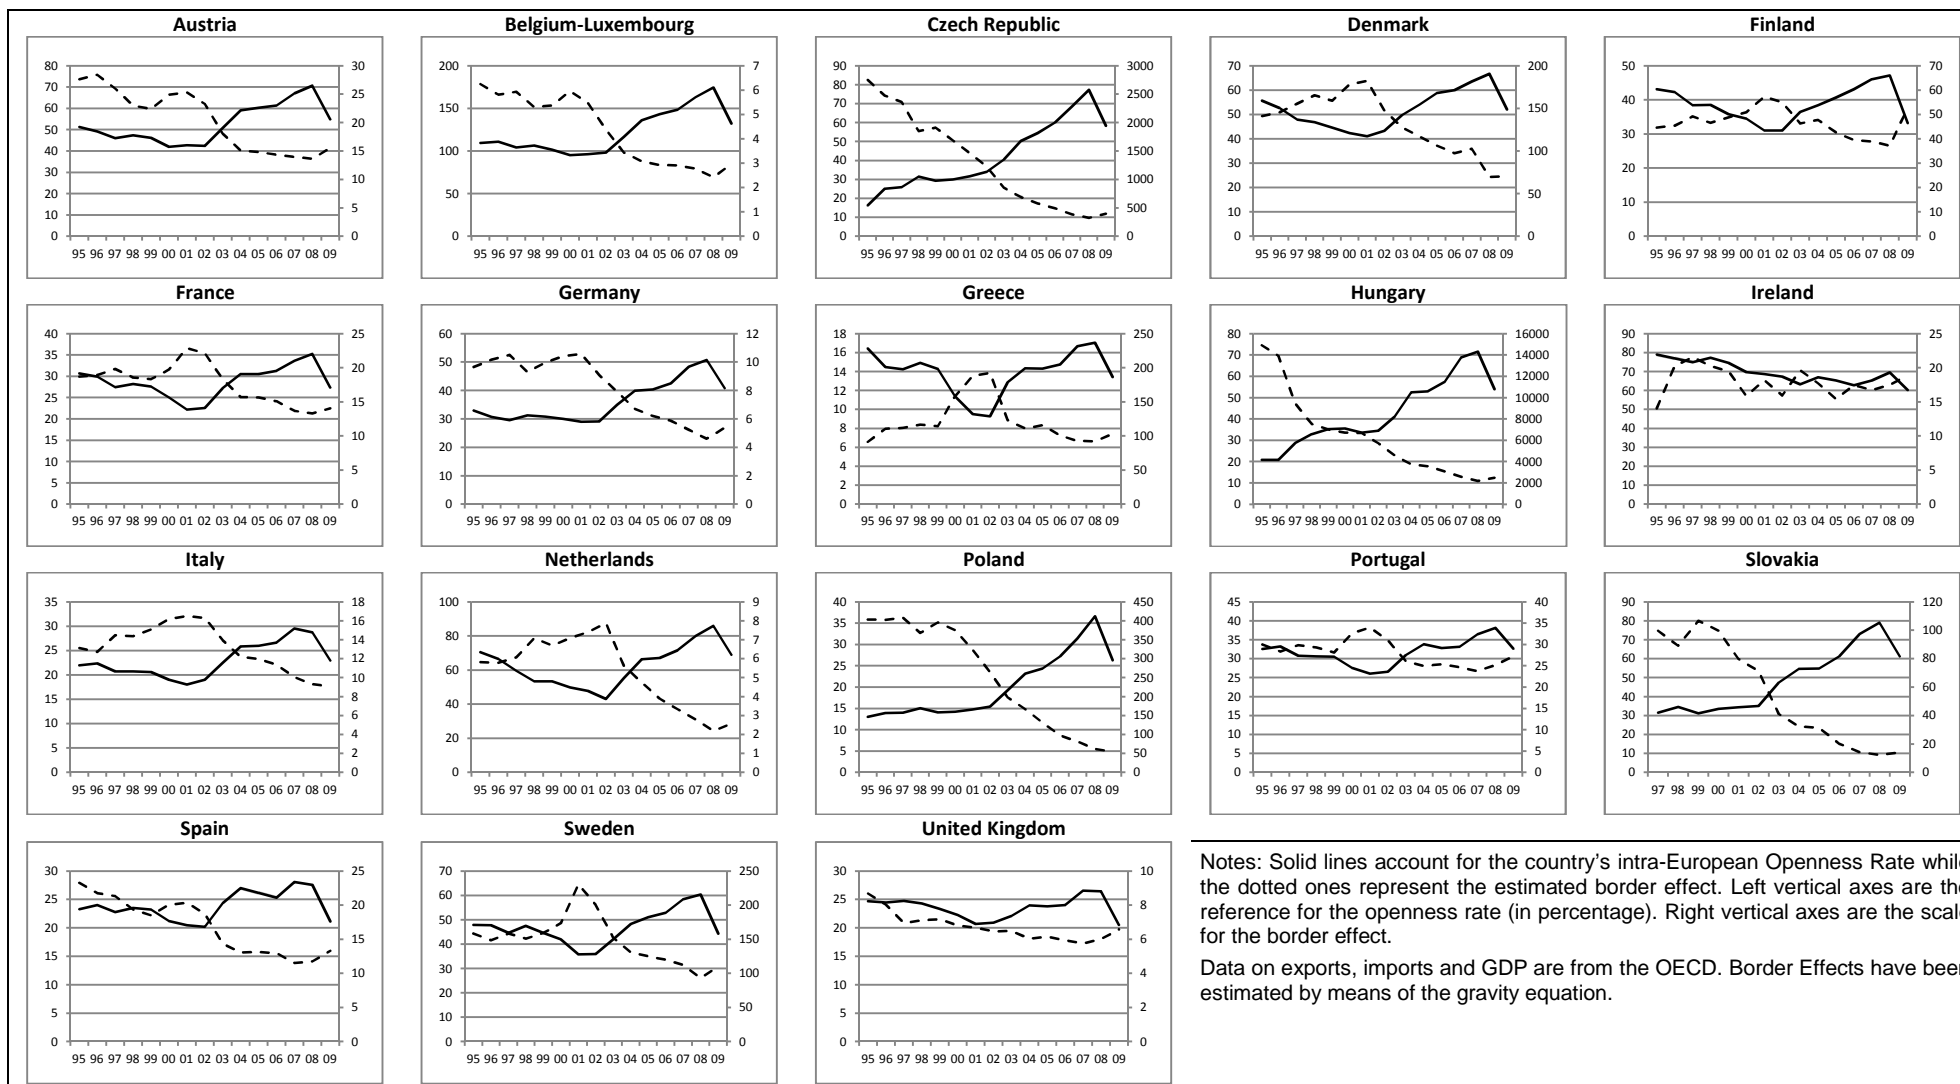 Austria
80 70 60 50 40 30 20 10 0
30 25 20 15 10 5 0
95 96 97 98 99 00 01 02 03 04 05 06 07 08 09
Belgium-Luxembourg
200 150 100 50 0
7 6 5 4 3 2 1 0
95 96 97 98 99 00 01 02 03 04 05 06 07 08 09
Czech Republic
90 80 70 60 50 40 30 20 10 0
3000 2500 2000 1500 1000 500 0
95 96 97 98 99 00 01 02 03 04 05 06 07 08 09
Denmark
70 60 50 40 30 20 10 0
200 150 100 50 0
95 96 97 98 99 00 01 02 03 04 05 06 07 08 09
Finland
50 40 30 20 10 0
70 60 50 40 30 20 10 0
95 96 97 98 99 00 01 02 03 04 05 06 07 08 09
France
40 35 30 25 20 15 10 5 0
25 20 15 10 5 0
95 96 97 98 99 00 01 02 03 04 05 06 07 08 09
Germany
60 50 40 30 20 10 0
12 10 8 6 4 2 0
95 96 97 98 99 00 01 02 03 04 05 06 07 08 09
Greece
18 16 14 12 10 8 6 4 2 0
250 200 150 100 50 0
95 96 97 98 99 00 01 02 03 04 05 06 07 08 09
Hungary
80 70 60 50 40 30 20 10 0
16000 14000 12000 10000 8000 6000 4000 2000 0
95 96 97 98 99 00 01 02 03 04 05 06 07 08 09
Ireland
90 80 70 60 50 40 30 20 10 0
25 20 15 10 5 0
95 96 97 98 99 00 01 02 03 04 05 06 07 08 09
Italy
35 30 25 20 15 10 5 0
18 16 14 12 10 8 6 4 2 0
95 96 97 98 99 00 01 02 03 04 05 06 07 08 09
Netherlands
100 80 60 40 20 0
9 8 7 6 5 4 3 2 1 0
95 96 97 98 99 00 01 02 03 04 05 06 07 08 09
Poland
40 35 30 25 20 15 10 5 0
450 400 350 300 250 200 150 100 50 0
95 96 97 98 99 00 01 02 03 04 05 06 07 08 09
Portugal
45 40 35 30 25 20 15 10 5 0
40 35 30 25 20 15 10 5 0
95 96 97 98 99 00 01 02 03 04 05 06 07 08 09
Slovakia
90 80 70 60 50 40 30 20 10 0
120 100 80 60 40 20 0
97 98 99 00 01 02 03 04 05 06 07 08 09
Spain
30 25 20 15 10 5 0
25 20 15 10 5 0
95 96 97 98 99 00 01 02 03 04 05 06 07 08 09
Sweden
70 60 50 40 30 20 10 0
250 200 150 100 50 0
95 96 97 98 99 00 01 02 03 04 05 06 07 08 09
United Kingdom
30 25 20 15 10 5 0
10 8 6 4 2 0
95 96 97 98 99 00 01 02 03 04 05 06 07 08 09
Notes: Solid lines account for the country's intra-European Openness Rate while
the dotted ones represent the estimated border effect. Left vertical axes are the
reference for the openness rate (in percentage). Right vertical axes are the scale
for the border effect.
Data on exports, imports and GDP are from the OECD. Border Effects have been
estimated by means of the gravity equation.